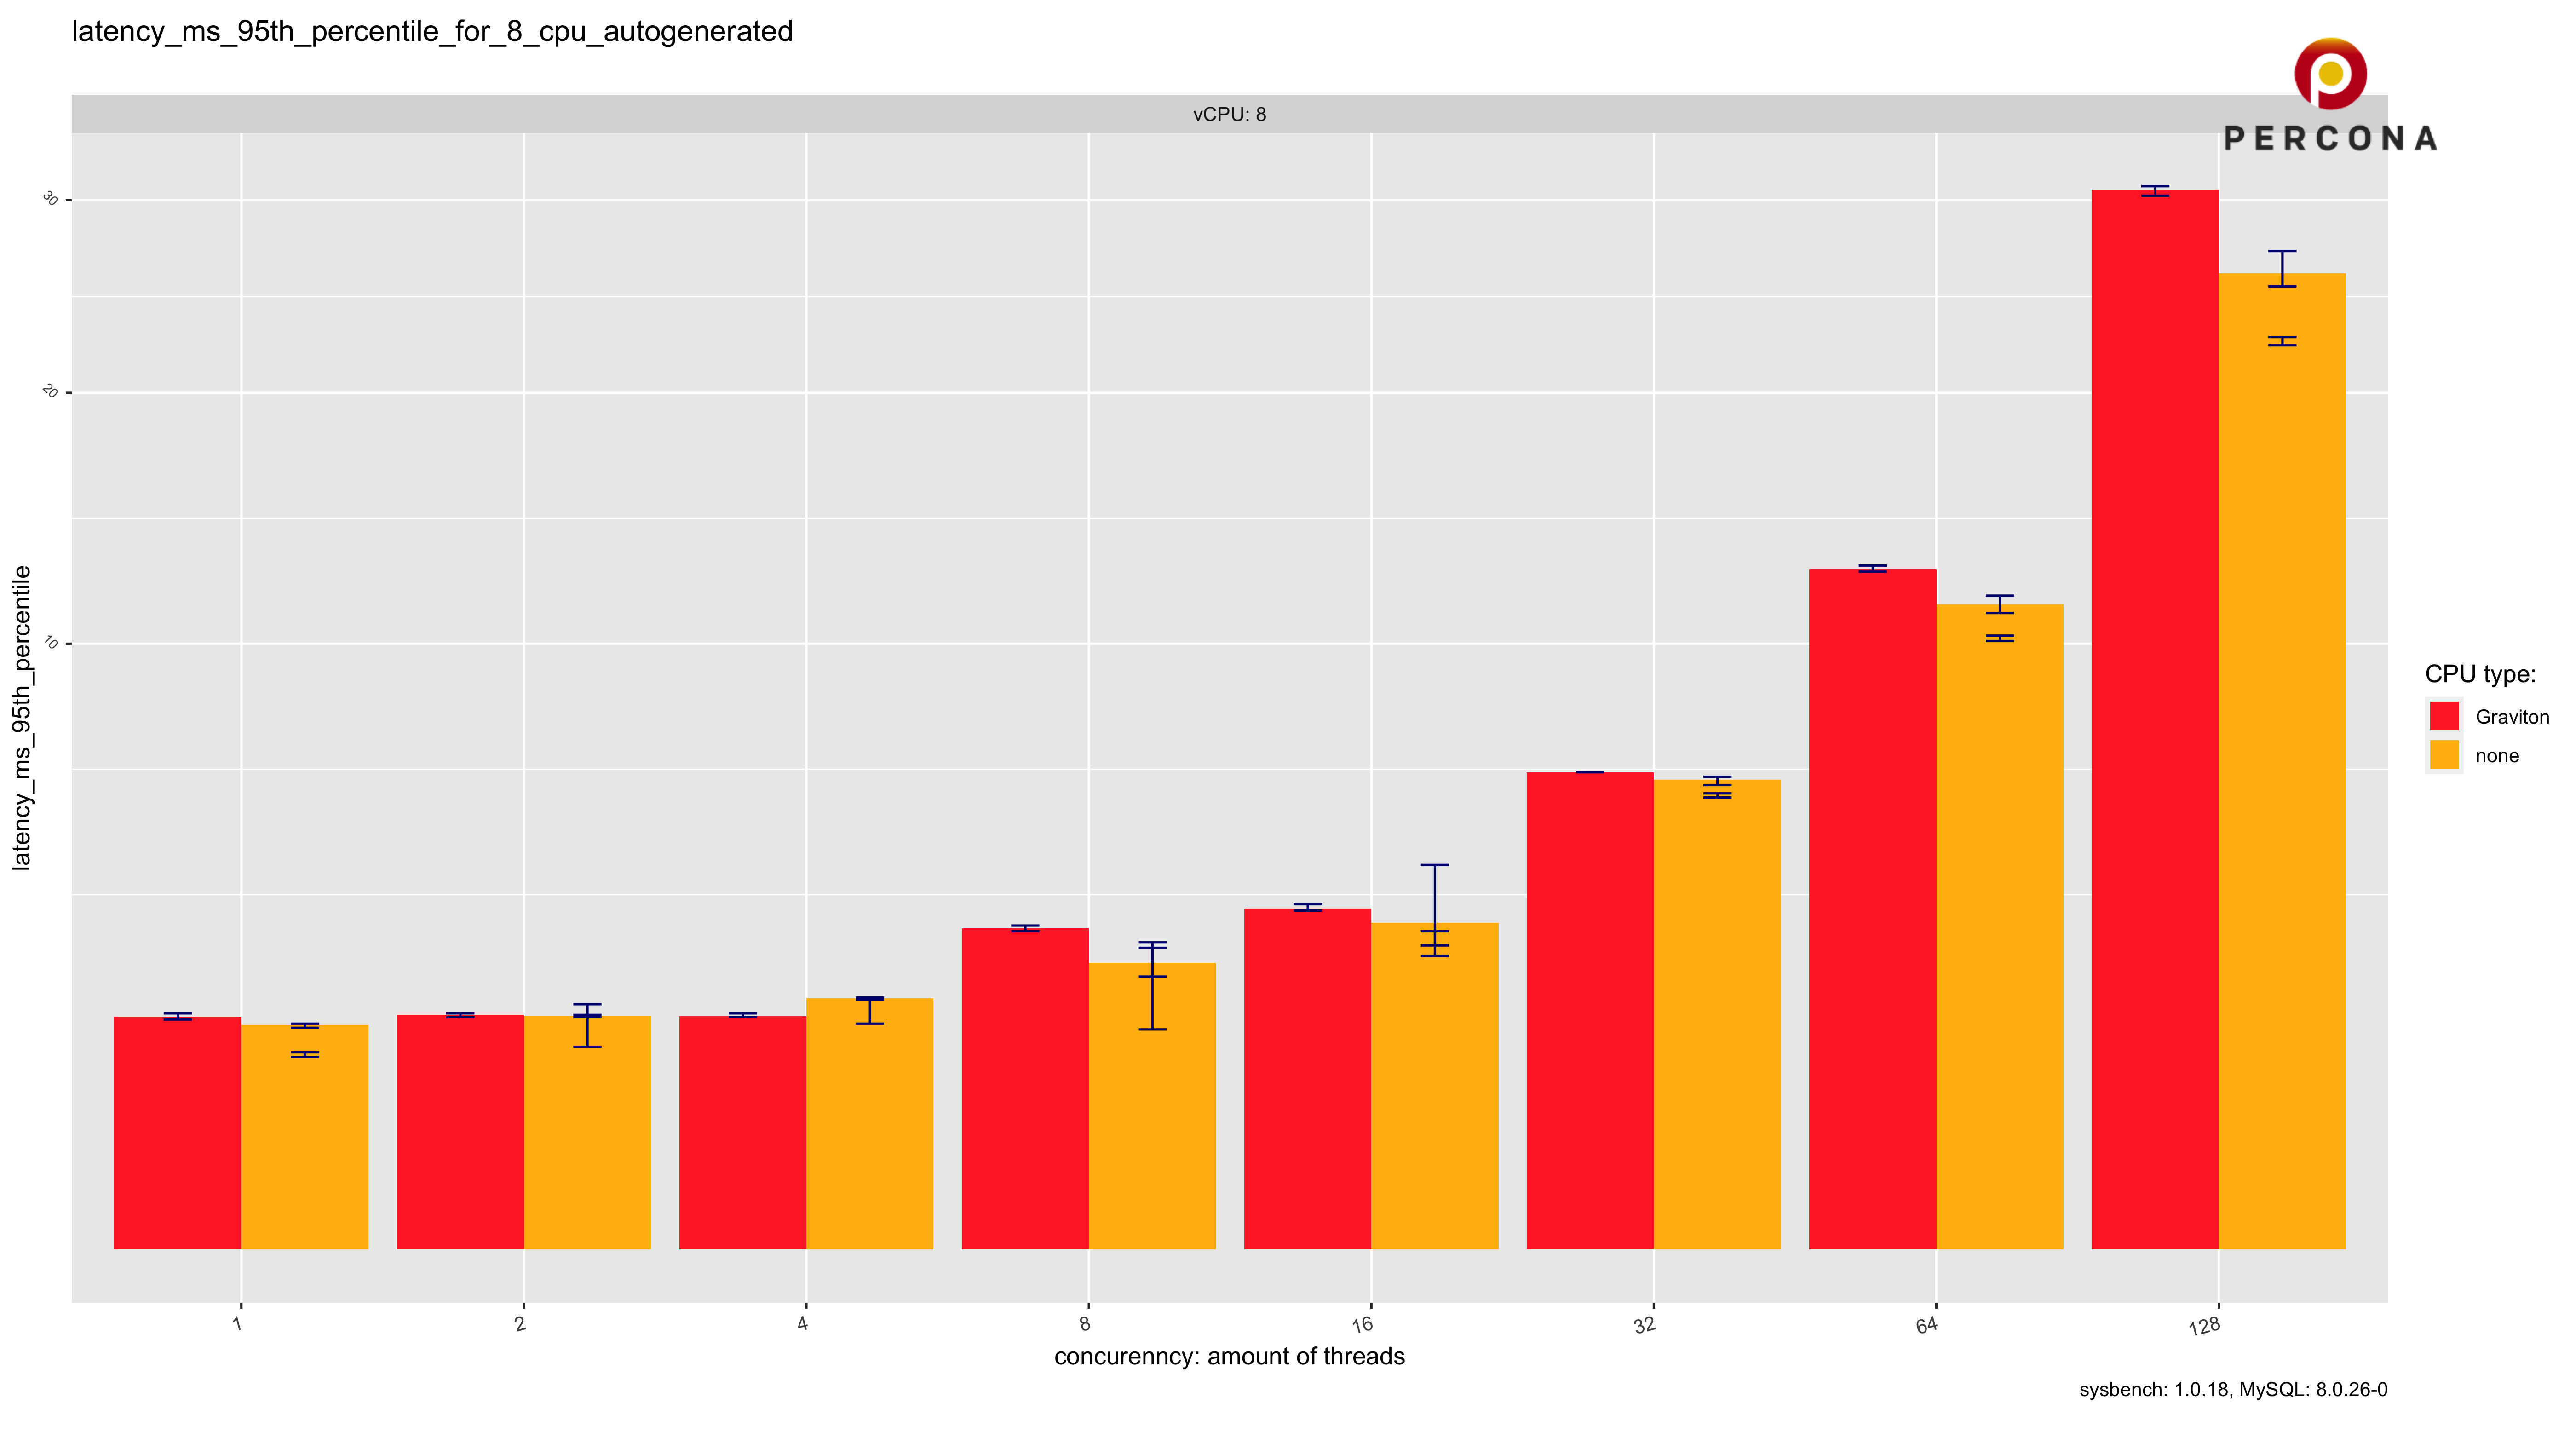 latency_ms_95th_percentile_for_8_cpu_autogenerated
PERCONA
vCPU: 8
30
20
10
latency_ms_95th_percentile
CPU type:
Graviton
none
1
2
4
8
16
32
64
128
concurenncy: amount of threads
sysbench: 1.0.18, MySQL: 8.0.26-0